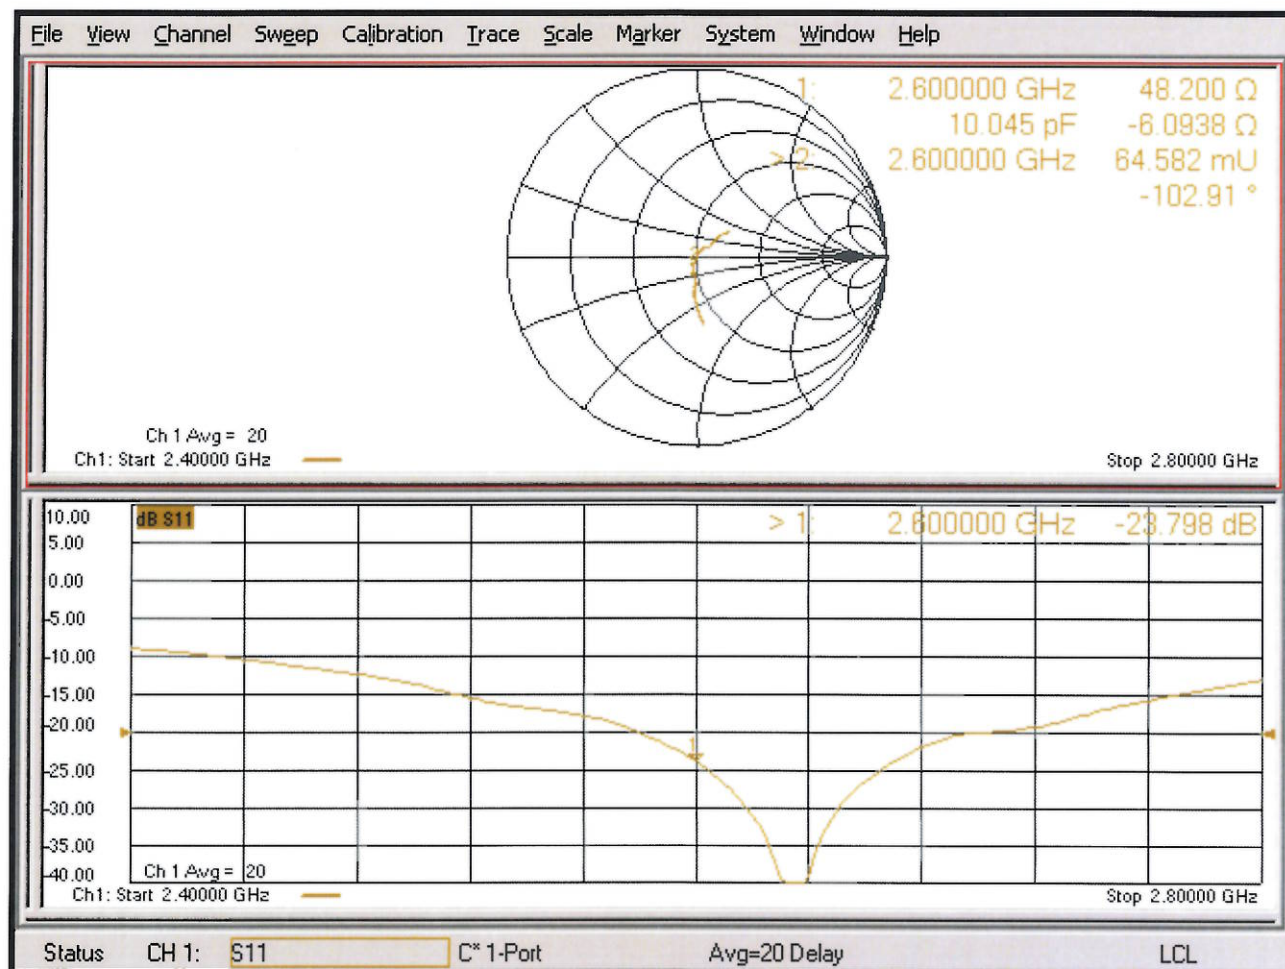 File View Channel Sweep Calibration Trace Scale Marker System Window Help
1: 2.600000 GHz 48.200 Ω
10.045 pF -6.0938 Ω
> 2: 2.600000 GHz 64.582 mU
-102.91 °
Ch 1 Avg = 20
Ch1: Start 2.40000 GHz Stop 2.80000 GHz
10.00 dB S11 > 1: 2.600000 GHz -23.798 dB
5.00
0.00
-5.00
-10.00
-15.00
-20.00
1
-25.00
-30.00
-35.00
-40.00 Ch 1 Avg = 20
Ch1: Start 2.40000 GHz Stop 2.80000 GHz
Status CH 1: S11 C* 1-Port Avg=20 Delay LCL